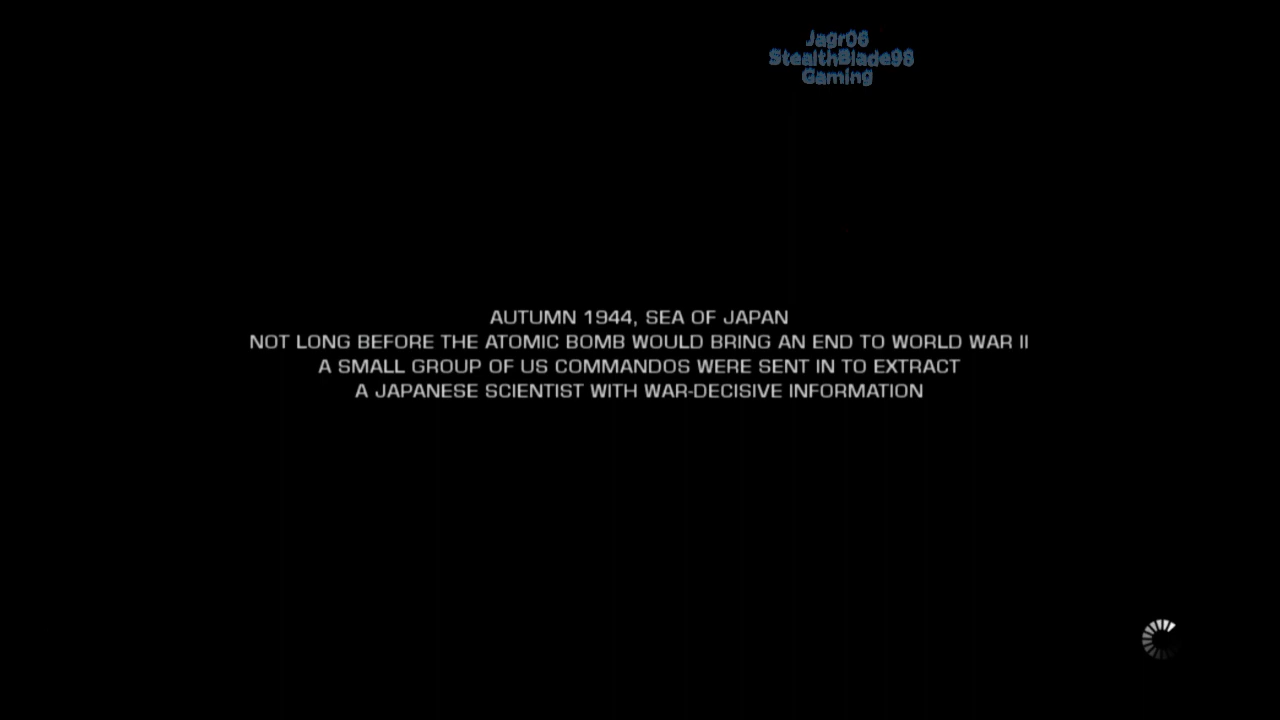 Jagr06
StealthBlade98
Gaming
AUTUMN 1944, SEA OF JAPAN
NOT LONG BEFORE THE ATOMIC BOMB WOULD BRING AN END TO WORLD WAR II
A SMALL GROUP OF US COMMANDOS WERE SENT IN TO EXTRACT
A JAPANESE SCIENTIST WITH WAR-DECISIVE INFORMATION